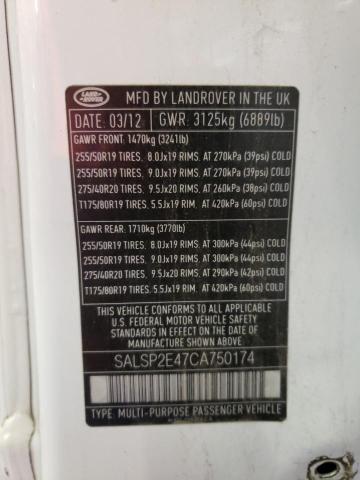 LAND-
ROVER
MFD. BY LANDROVER IN THE UK
DATE: 03/12 GWR: 3125kg (6889lb)
GAWR FRONT: 1470kg (3241lb)
255/50R19 TIRES. 8.0Jx19 RIMS. AT 270kPa (39psi) COLD
255/50R19 TIRES. 9.0Jx19 RIMS. AT 270kPa (39psi) COLD
275/40R20 TIRES. 9.5Jx20 RIMS. AT 260kPa (38psi) COLD
T175/80R19 TIRES. 5.5Jx19 RIMS. AT 420kPa (60psi) COLD
GAWR REAR: 1710kg (3770lb)
255/50R19 TIRES. 8.0Jx19 RIMS. AT 300kPa (44psi) COLD
255/50R19 TIRES. 9.0Jx19 RIMS. AT 300kPa (44psi) COLD
275/40R20 TIRES. 9.5Jx20 RIMS. AT 290kPa (42psi) COLD
T175/80R19 TIRES. 5.5Jx19 RIMS. AT 420kPa (60psi) COLD
THIS VEHICLE CONFORMS TO ALL APPLICABLE
U.S. FEDERAL MOTOR VEHICLE SAFETY
STANDARDS IN EFFECT ON THE DATE OF
MANUFACTURE SHOWN ABOVE.
SALSP2E47CA750174
TYPE: MULTI-PURPOSE PASSENGER VEHICLE